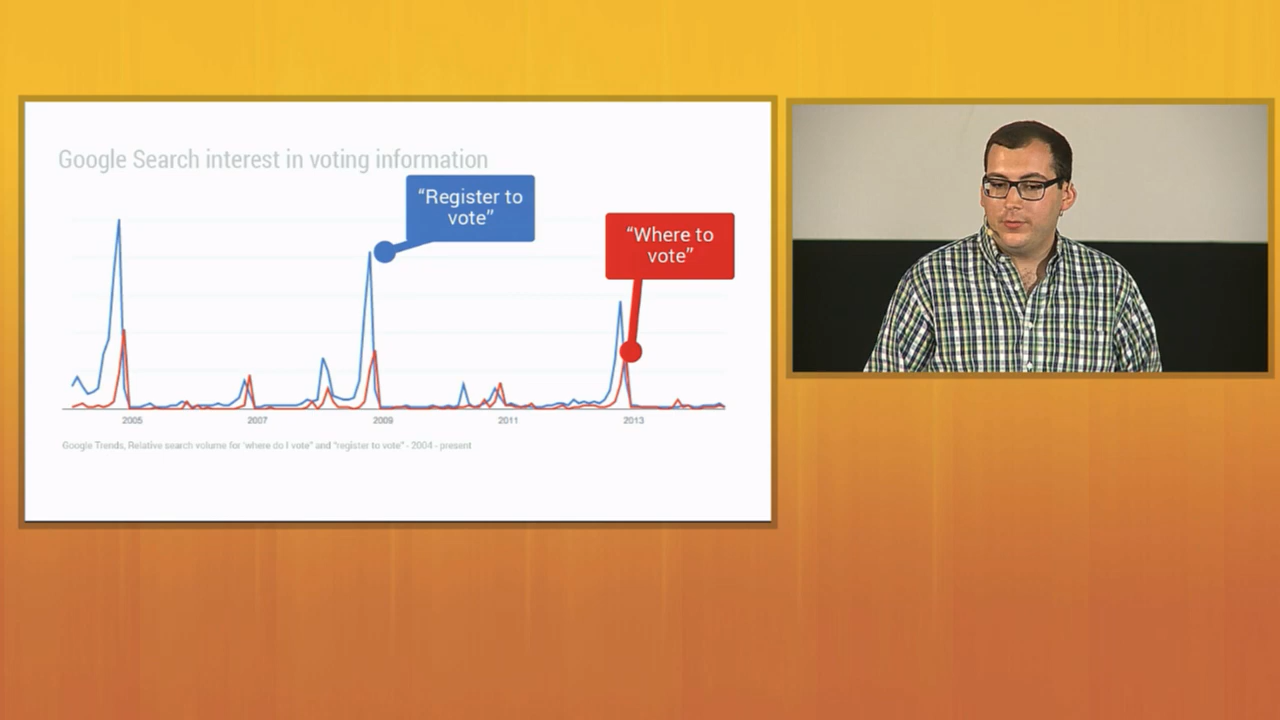 Google Search interest in voting information
"Register to
vote"
"Where to
vote"
2005
2007
2009
2011
2013
Google Trends, Relative search volume for 'where do I vote" and "register to vote" - 2004 - present